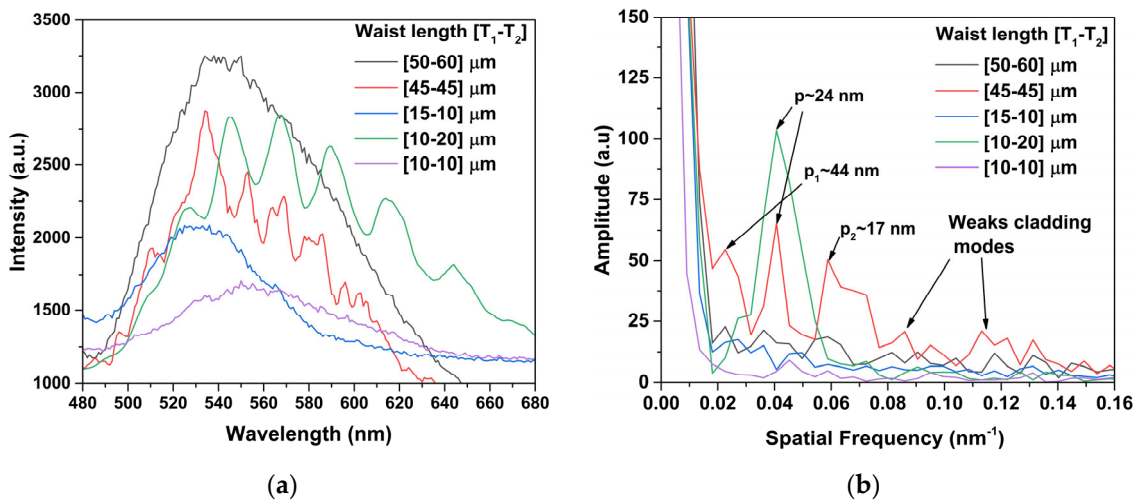 3500
3000
2500
2000
1500
1000
480 500 520 540 560 580 600 620 640 660 680
Intensity (a.u.)
Wavelength (nm)
Waist length [T₁-T₂]
[50-60] μm
[45-45] μm
[15-10] μm
[10-20] μm
[10-10] μm
(a)
150
125
100
75
50
25
0
0.00 0.02 0.04 0.06 0.08 0.10 0.12 0.14 0.16
Amplitude (a.u)
Spatial Frequency (nm⁻¹)
Waist length [T₁-T₂]
[50-60] μm
[45-45] μm
[15-10] μm
[10-20] μm
[10-10] μm
p~24 nm
p₁~44 nm
p₂~17 nm
Weaks cladding
modes
(b)